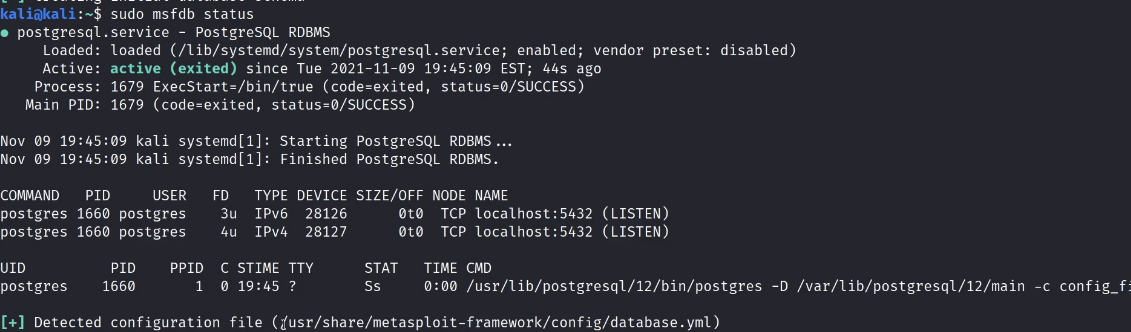 kali@kali:~$ sudo msfdb status
● postgresql.service - PostgreSQL RDBMS
     Loaded: loaded (/lib/systemd/system/postgresql.service; enabled; vendor preset: disabled)
     Active: active (exited) since Tue 2021-11-09 19:45:09 EST; 44s ago
    Process: 1679 ExecStart=/bin/true (code=exited, status=0/SUCCESS)
   Main PID: 1679 (code=exited, status=0/SUCCESS)
Nov 09 19:45:09 kali systemd[1]: Starting PostgreSQL RDBMS...
Nov 09 19:45:09 kali systemd[1]: Finished PostgreSQL RDBMS.
COMMAND   PID     USER   FD   TYPE DEVICE SIZE/OFF NODE NAME
postgres 1660 postgres    3u  IPv6  28126      0t0  TCP localhost:5432 (LISTEN)
postgres 1660 postgres    4u  IPv4  28127      0t0  TCP localhost:5432 (LISTEN)
UID          PID    PPID  C STIME TTY      STAT   TIME CMD
postgres    1660       1  0 19:45 ?        Ss     0:00 /usr/lib/postgresql/12/bin/postgres -D /var/lib/postgresql/12/main -c config_fi
[+] Detected configuration file (/usr/share/metasploit-framework/config/database.yml)